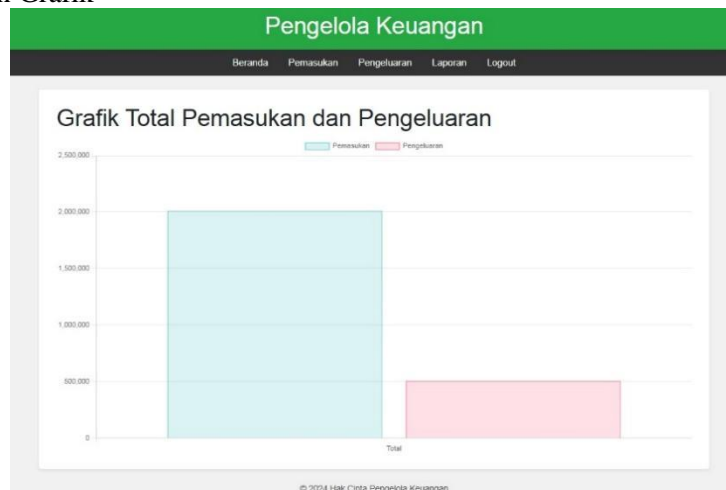 Pengelola Keuangan
Beranda Pemasukan Pengeluaran Laporan Logout
Grafik Total Pemasukan dan Pengeluaran
Pemasukan Pengeluaran
2,500,000
2,000,000
1,500,000
1,000,000
500,000
0
Total
© 2024 Hak Cipta Pengelola Keuangan